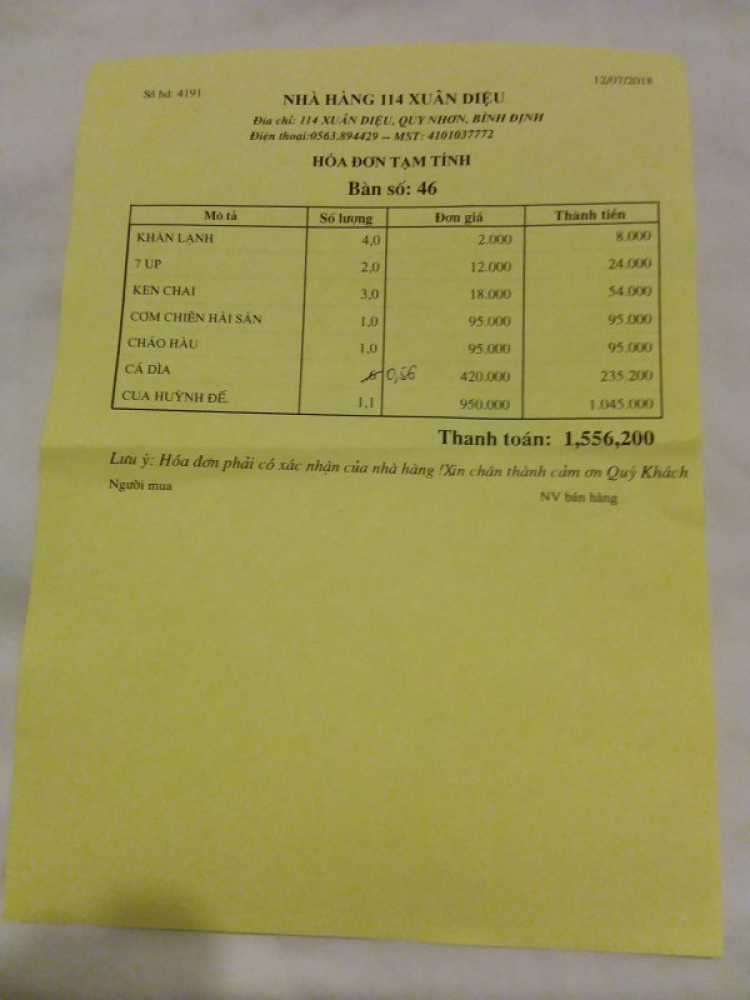 Số hđ: 4191
12/07/2018
NHÀ HÀNG 114 XUÂN DIỆU
Địa chỉ: 114 XUÂN DIỆU, QUY NHƠN, BÌNH ĐỊNH
Điện thoại:0563.894429 -- MST: 4101037772
HÓA ĐƠN TẠM TÍNH
Bàn số: 46
Mô tả Số lượng Đơn giá Thành tiền
KHĂN LẠNH 4,0 2.000 8.000
7 UP 2,0 12.000 24.000
KEN CHAI 3,0 18.000 54.000
CƠM CHIÊN HẢI SẢN 1,0 95.000 95.000
CHÁO HÀU 1,0 95.000 95.000
CÁ DÌA 0,56 420.000 235.200
CUA HUỲNH ĐẾ. 1,1 950.000 1.045.000
Thanh toán: 1,556,200
Lưu ý: Hóa đơn phải có xác nhận của nhà hàng !Xin chân thành cảm ơn Quý Khách
Người mua
NV bán hàng